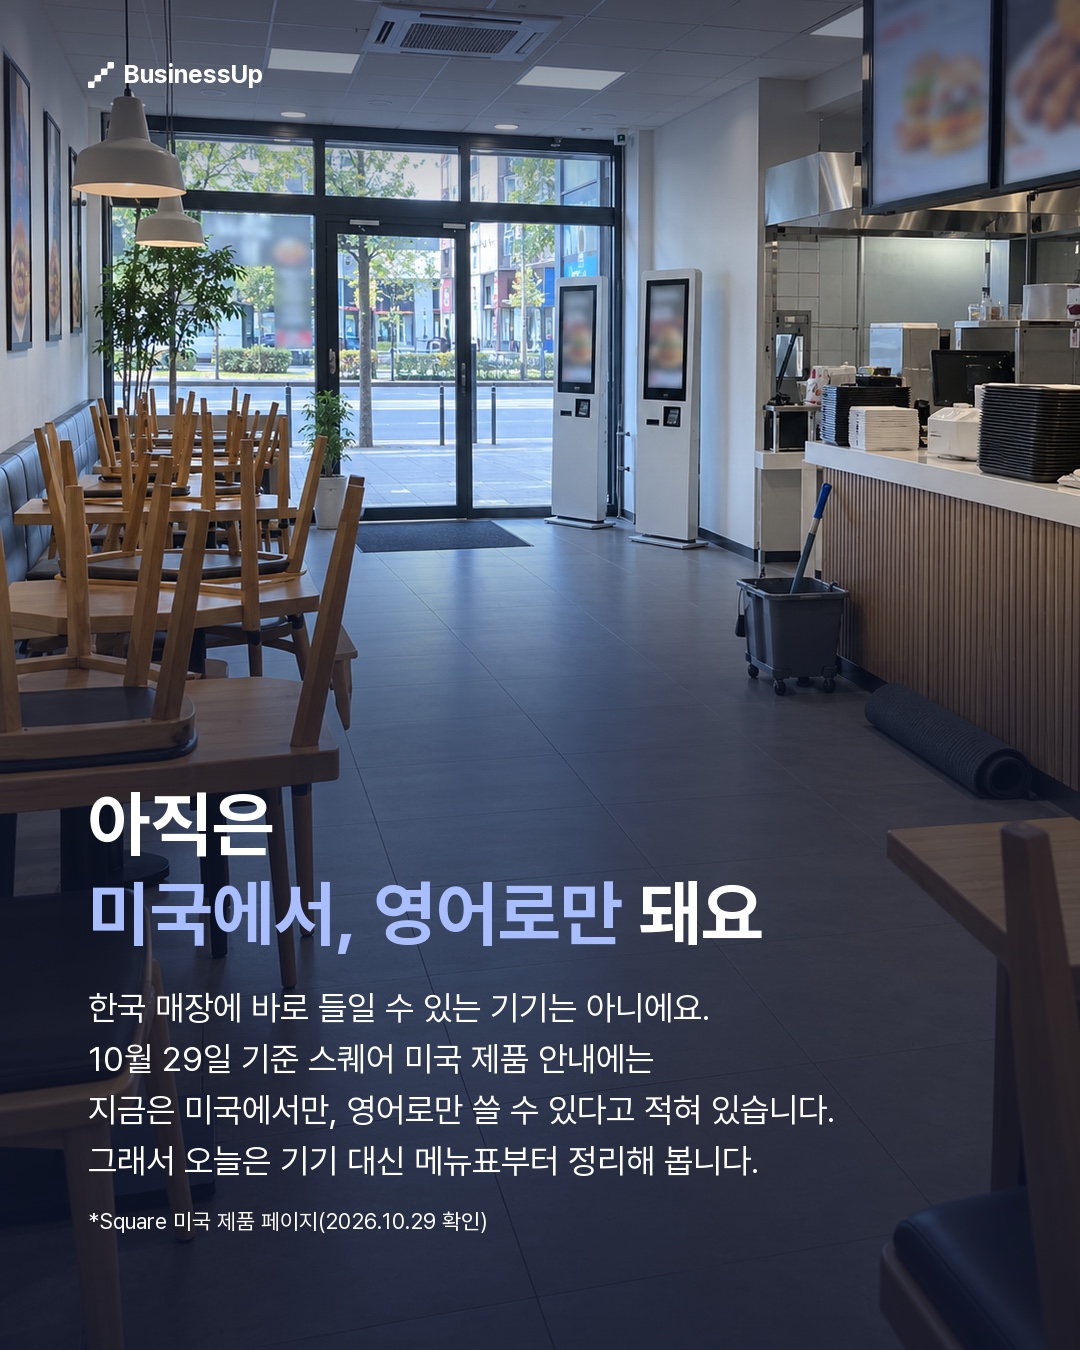 BusinessUp
아직은
미국에서, 영어로만 돼요
한국 매장에 바로 들일 수 있는 기기는 아니에요.
10월 29일 기준 스퀘어 미국 제품 안내에는
지금은 미국에서만, 영어로만 쓸 수 있다고 적혀 있습니다.
그래서 오늘은 기기 대신 메뉴표부터 정리해 봅니다.
*Square 미국 제품 페이지(2026.10.29 확인)